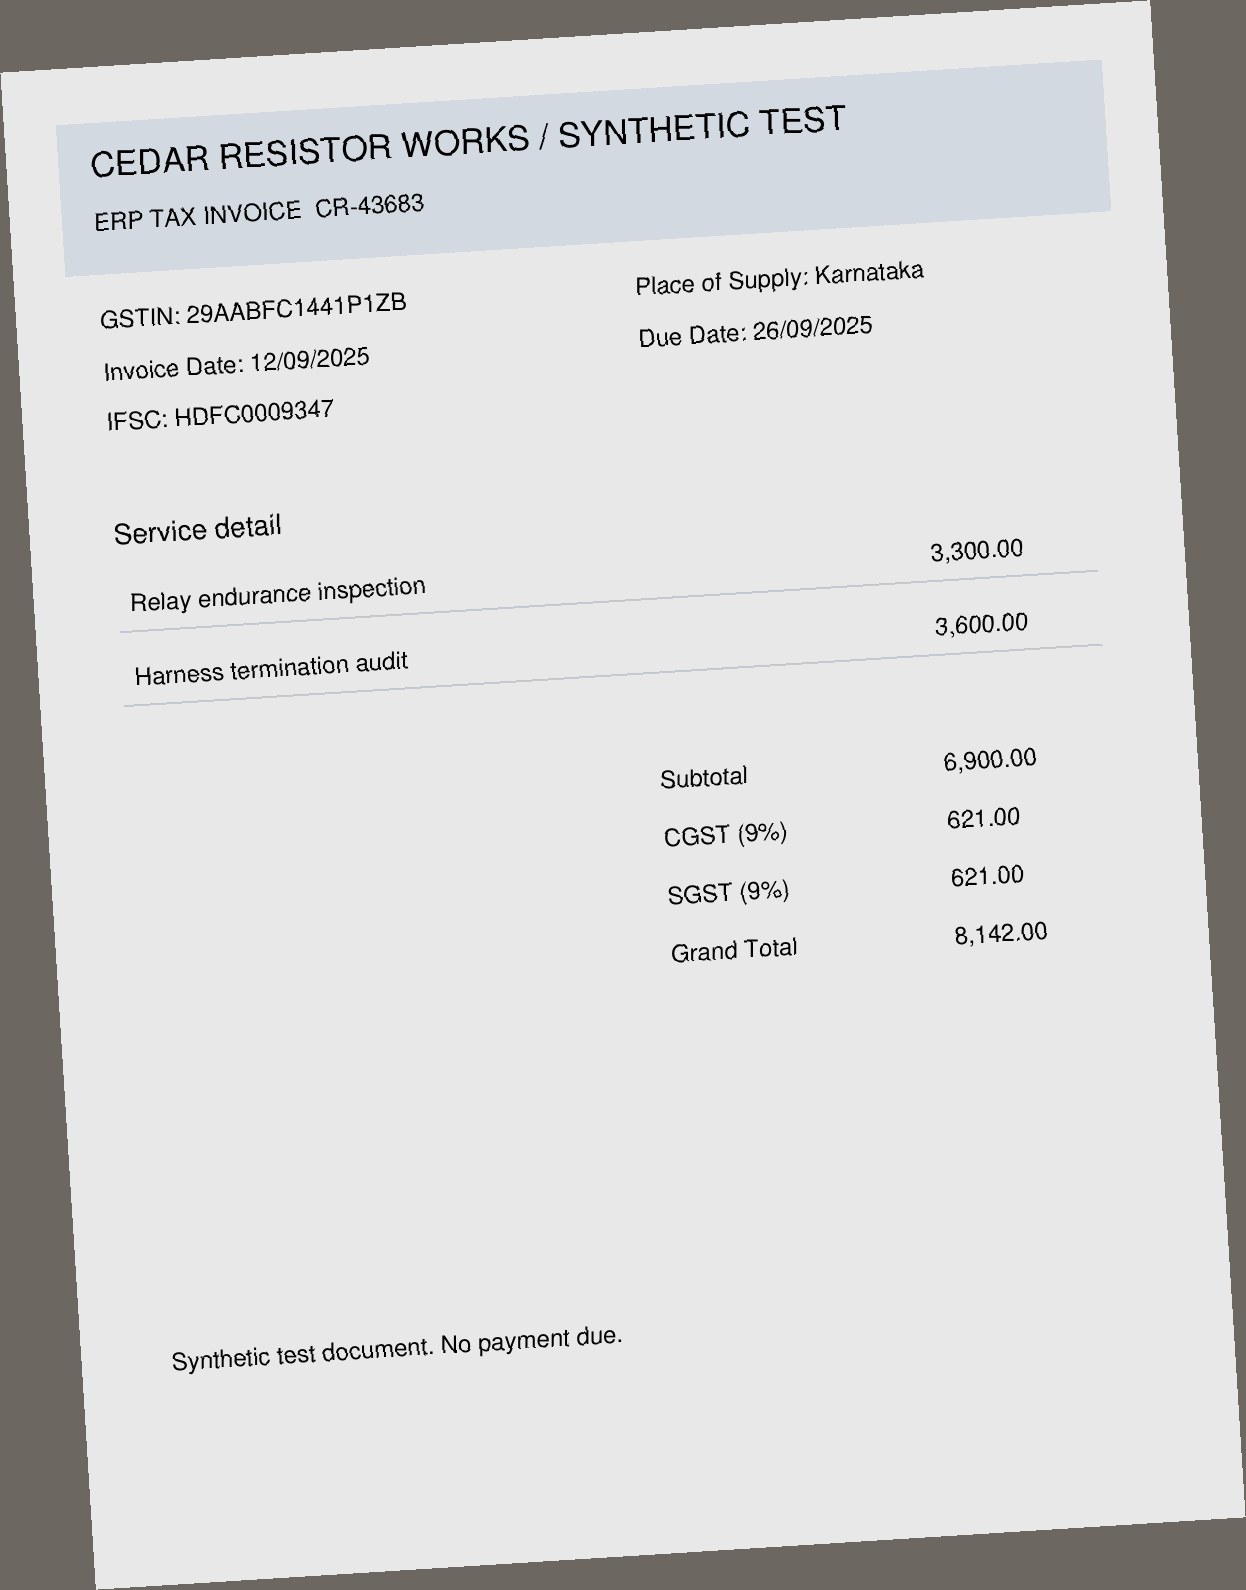 CEDAR RESISTOR WORKS / SYNTHETIC TEST
ERP TAX INVOICE  CR-43683
GSTIN: 29AABFC1441P1ZB
Place of Supply: Karnataka
Invoice Date: 12/09/2025
Due Date: 26/09/2025
IFSC: HDFC0009347
Service detail
Relay endurance inspection 3,300.00
Harness termination audit 3,600.00
Subtotal 6,900.00
CGST (9%) 621.00
SGST (9%) 621.00
Grand Total 8,142.00
Synthetic test document. No payment due.